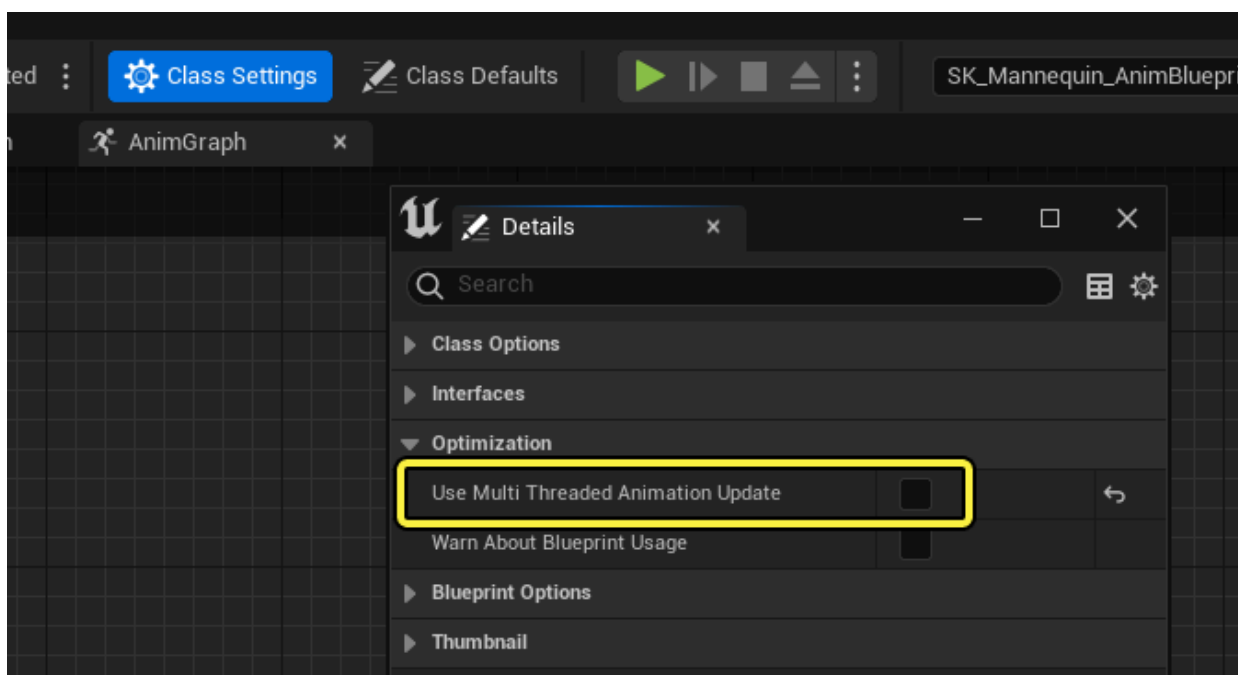 ted Class Settings Class Defaults SK_Mannequin_AnimBlepri
AnimGraph
Details
Search
Class Options
Interfaces
Optimization
Use Multi Threaded Animation Update
Warn About Blueprint Usage
Blueprint Options
Thumbnail